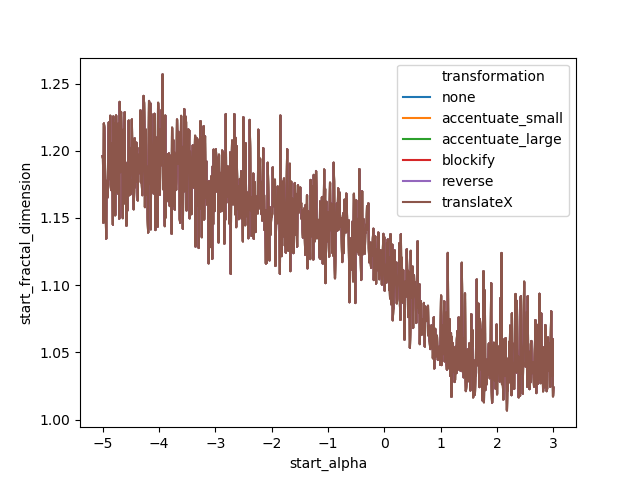 transformation
none
accentuate_small
accentuate_large
blockify
reverse
translateX
start_fractal_dimension
1.25
1.20
1.15
1.10
1.05
1.00
−5 −4 −3 −2 −1 0 1 2 3
start_alpha